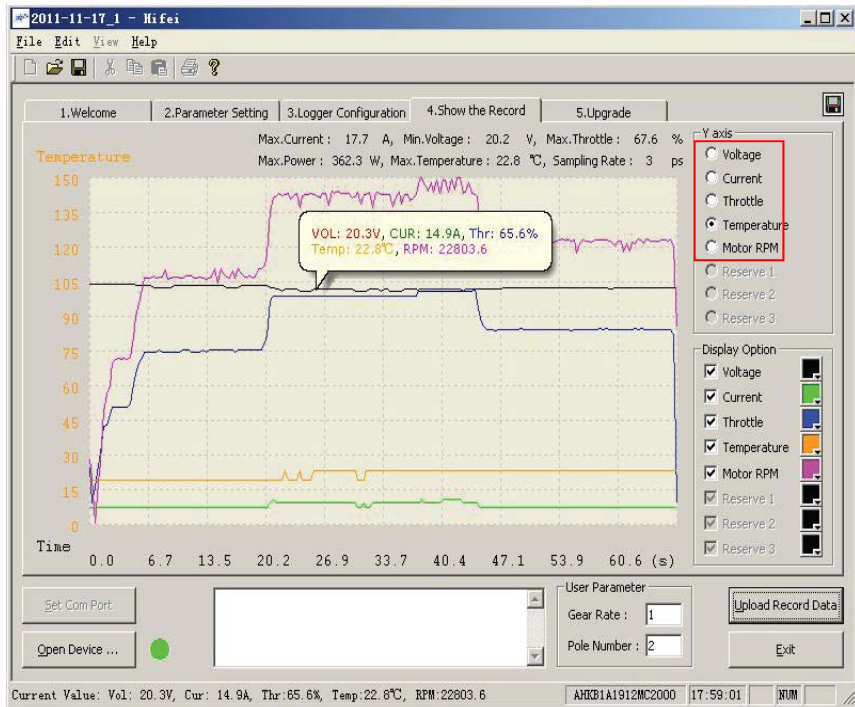 2011-11-17_1 - Hifei
File Edit View Help
1.Welcome 2.Parameter Setting 3.Logger Configuration 4.Show the Record 5.Upgrade
Max.Current : 17.7 A, Min.Voltage : 20.2 V, Max.Throttle : 67.6 %
Max.Power : 362.3 W, Max.Temperature : 22.8 ℃, Sampling Rate : 3 ps
Temperature
150
135
120
105
90
75
60
45
30
15
0
VOL: 20.3V, CUR: 14.9A, Thr: 65.6%
Temp: 22.8℃, RPM: 22803.6
Time
0.0 6.7 13.5 20.2 26.9 33.7 40.4 47.1 53.9 60.6 (s)
Y axis
Voltage
Current
Throttle
Temperature
Motor RPM
Reserve 1
Reserve 2
Reserve 3
Display Option
Voltage
Current
Throttle
Temperature
Motor RPM
Reserve 1
Reserve 2
Reserve 3
Set Com Port
Open Device ...
User Parameter
Gear Rate : 1
Pole Number : 2
Upload Record Data
Exit
Current Value: Vol: 20.3V, Cur: 14.9A, Thr:65.6%, Temp:22.8℃, RPM:22803.6 AHKB1A1912MC2000 17:59:01 NUM